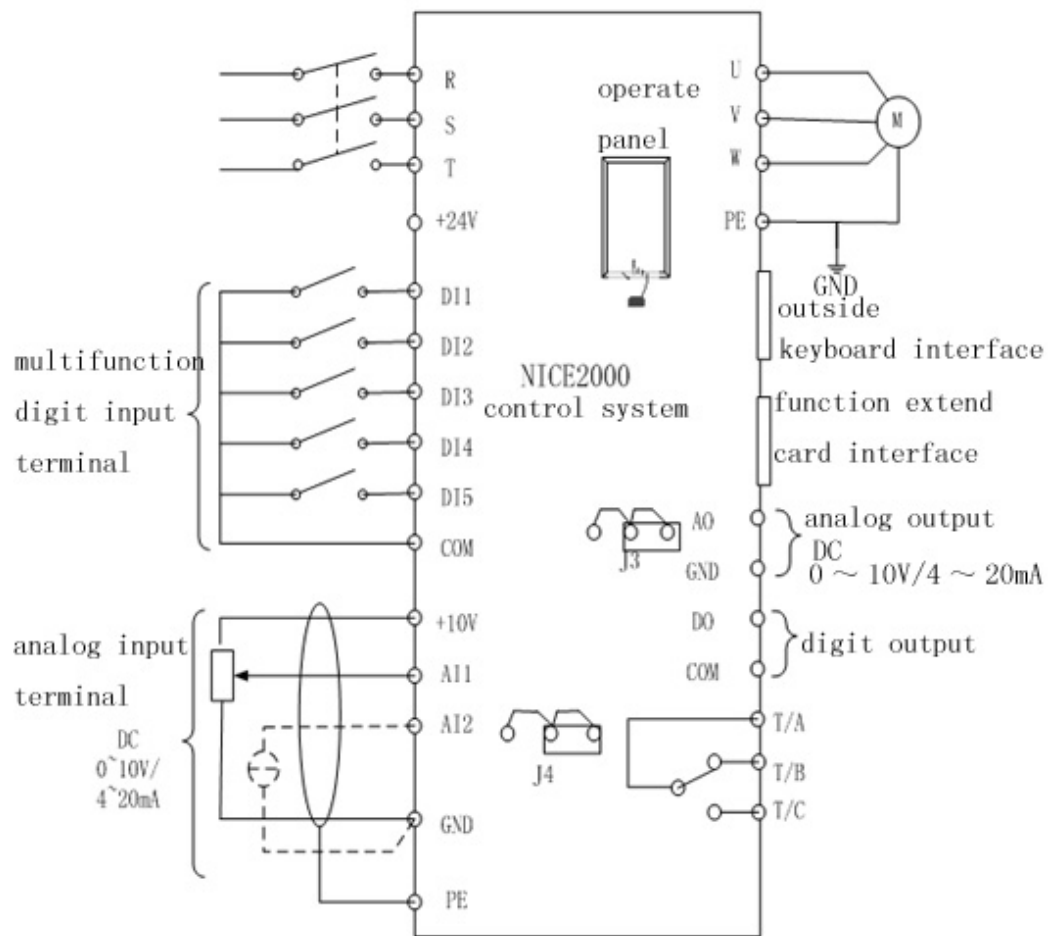 R
S
T
+24V
multifunction
digit input
terminal
DI1
DI2
DI3
DI4
DI5
COM
analog input
terminal
DC
0~10V/
4~20mA
+10V
AI1
AI2
GND
PE
operate
panel
NICE2000
control system
J3
J4
U
V
W
PE
M
GND
outside
keyboard interface
function extend
card interface
AO
GND
analog output
DC
0 ~ 10V/4 ~ 20mA
DO
COM
digit output
T/A
T/B
T/C